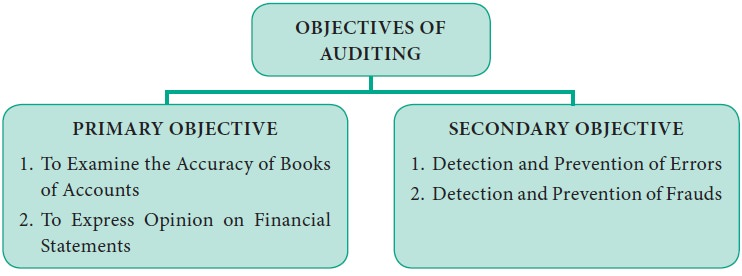 OBJECTIVES OF
AUDITING
PRIMARY OBJECTIVE
1. To Examine the Accuracy of Books
of Accounts
2. To Express Opinion on Financial
Statements
SECONDARY OBJECTIVE
1. Detection and Prevention of Errors
2. Detection and Prevention of Frauds